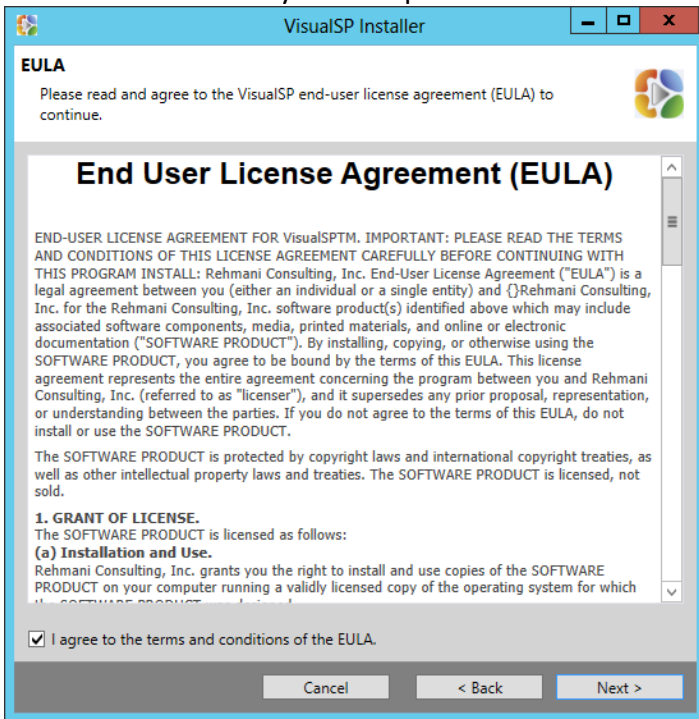 VisualSP Installer
EULA
Please read and agree to the VisualSP end-user license agreement (EULA) to
continue.
End User License Agreement (EULA)
END-USER LICENSE AGREEMENT FOR VisualSPTM. IMPORTANT: PLEASE READ THE TERMS
AND CONDITIONS OF THIS LICENSE AGREEMENT CAREFULLY BEFORE CONTINUING WITH
THIS PROGRAM INSTALL: Rehmani Consulting, Inc. End-User License Agreement ("EULA") is a
legal agreement between you (either an individual or a single entity) and {}Rehmani Consulting,
Inc. for the Rehmani Consulting, Inc. software product(s) identified above which may include
associated software components, media, printed materials, and online or electronic
documentation ("SOFTWARE PRODUCT"). By installing, copying, or otherwise using the
SOFTWARE PRODUCT, you agree to be bound by the terms of this EULA. This license
agreement represents the entire agreement concerning the program between you and Rehmani
Consulting, Inc. (referred to as "licenser"), and it supersedes any prior proposal, representation,
or understanding between the parties. If you do not agree to the terms of this EULA, do not
install or use the SOFTWARE PRODUCT.
The SOFTWARE PRODUCT is protected by copyright laws and international copyright treaties, as
well as other intellectual property laws and treaties. The SOFTWARE PRODUCT is licensed, not
sold.
1. GRANT OF LICENSE.
The SOFTWARE PRODUCT is licensed as follows:
(a) Installation and Use.
Rehmani Consulting, Inc. grants you the right to install and use copies of the SOFTWARE
PRODUCT on your computer running a validly licensed copy of the operating system for which
I agree to the terms and conditions of the EULA.
Cancel
< Back
Next >